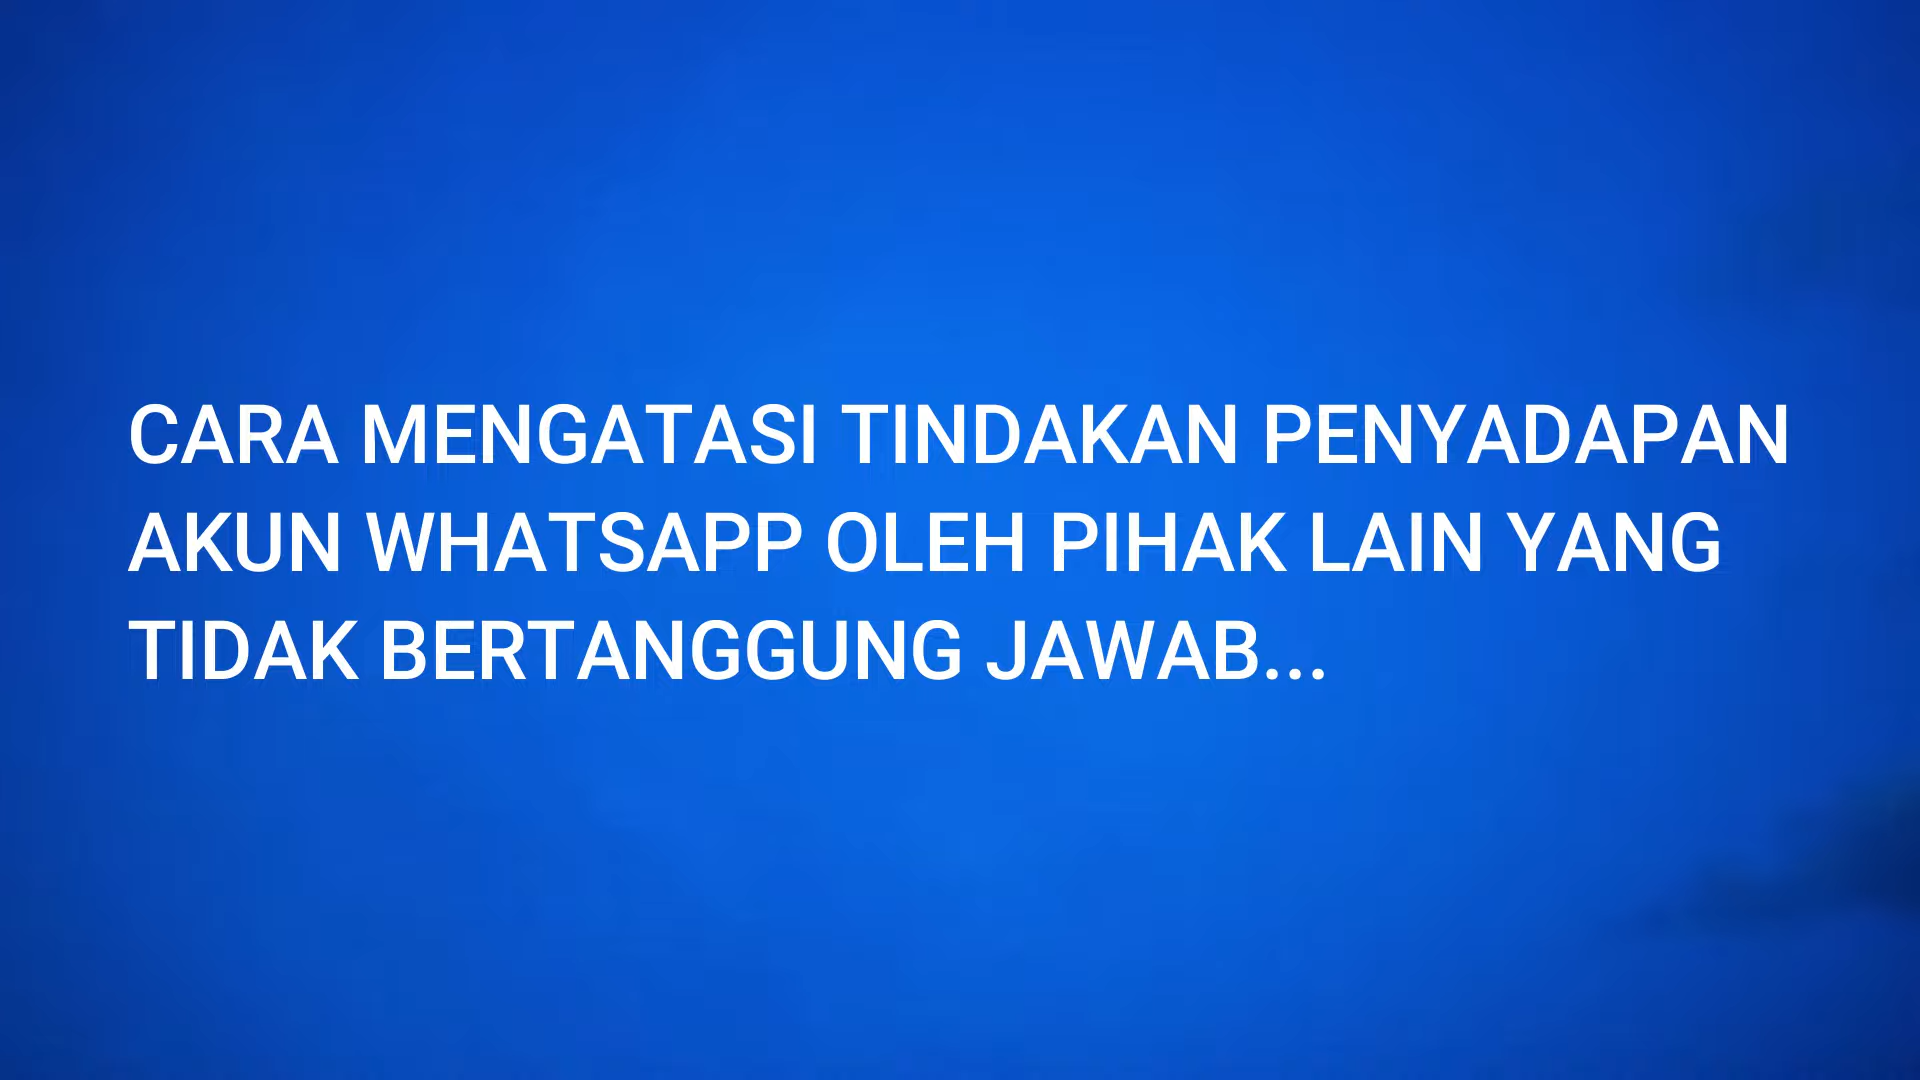 CARA MENGATASI TINDAKAN PENYADAPAN
AKUN WHATSAPP OLEH PIHAK LAIN YANG
TIDAK BERTANGGUNG JAWAB...